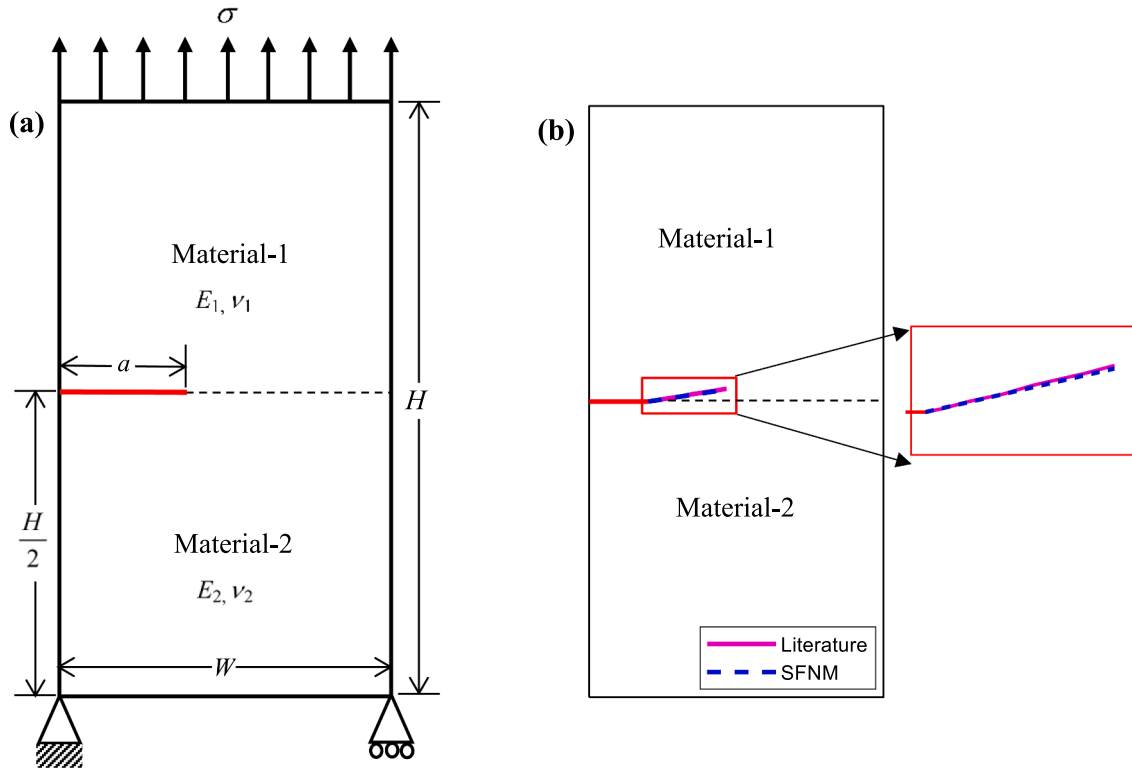 σ
(a)
Material-1
E₁, ν₁
a
H
H
2
Material-2
E₂, ν₂
W
(b)
Material-1
Material-2
Literature
SFNM